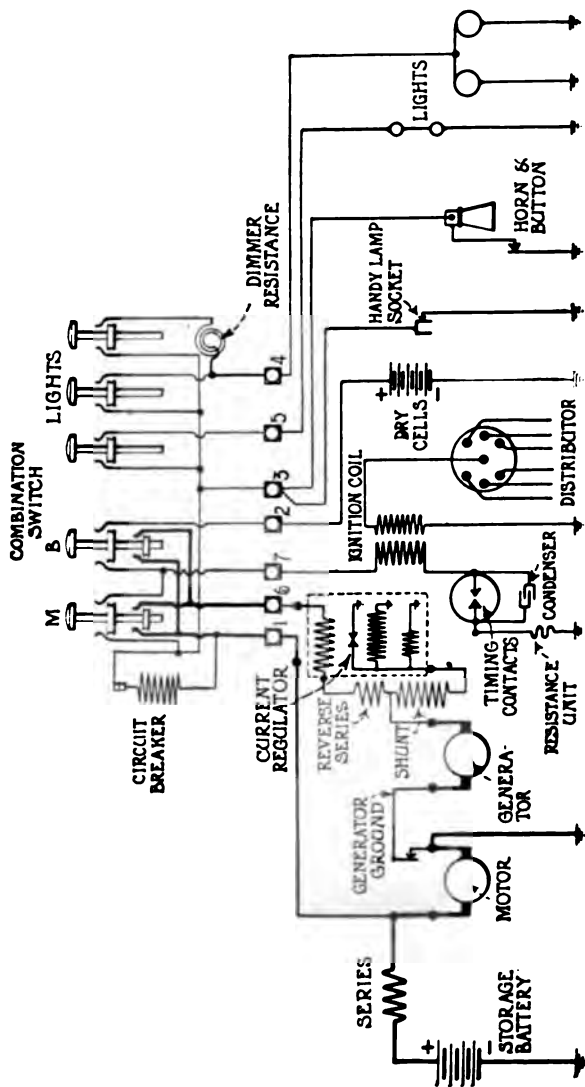 COMBINATION
SWITCH
M
B
LIGHTS
CIRCUIT
BREAKER
DIMMER
RESISTANCE
1
6
7
2
3
5
4
CURRENT
REGULATOR
REVERSE
SERIES
SHUNT
GENERATOR
GROUND
SERIES
IGNITION COIL
+
DRY
CELLS
-
HANDY LAMP
SOCKET
HORN &
BUTTON
LIGHTS
+
STORAGE
BATTERY
-
MOTOR
GENERA-
TOR
TIMING
CONTACTS
CONDENSER
RESISTANCE
UNIT
DISTRIBUTOR